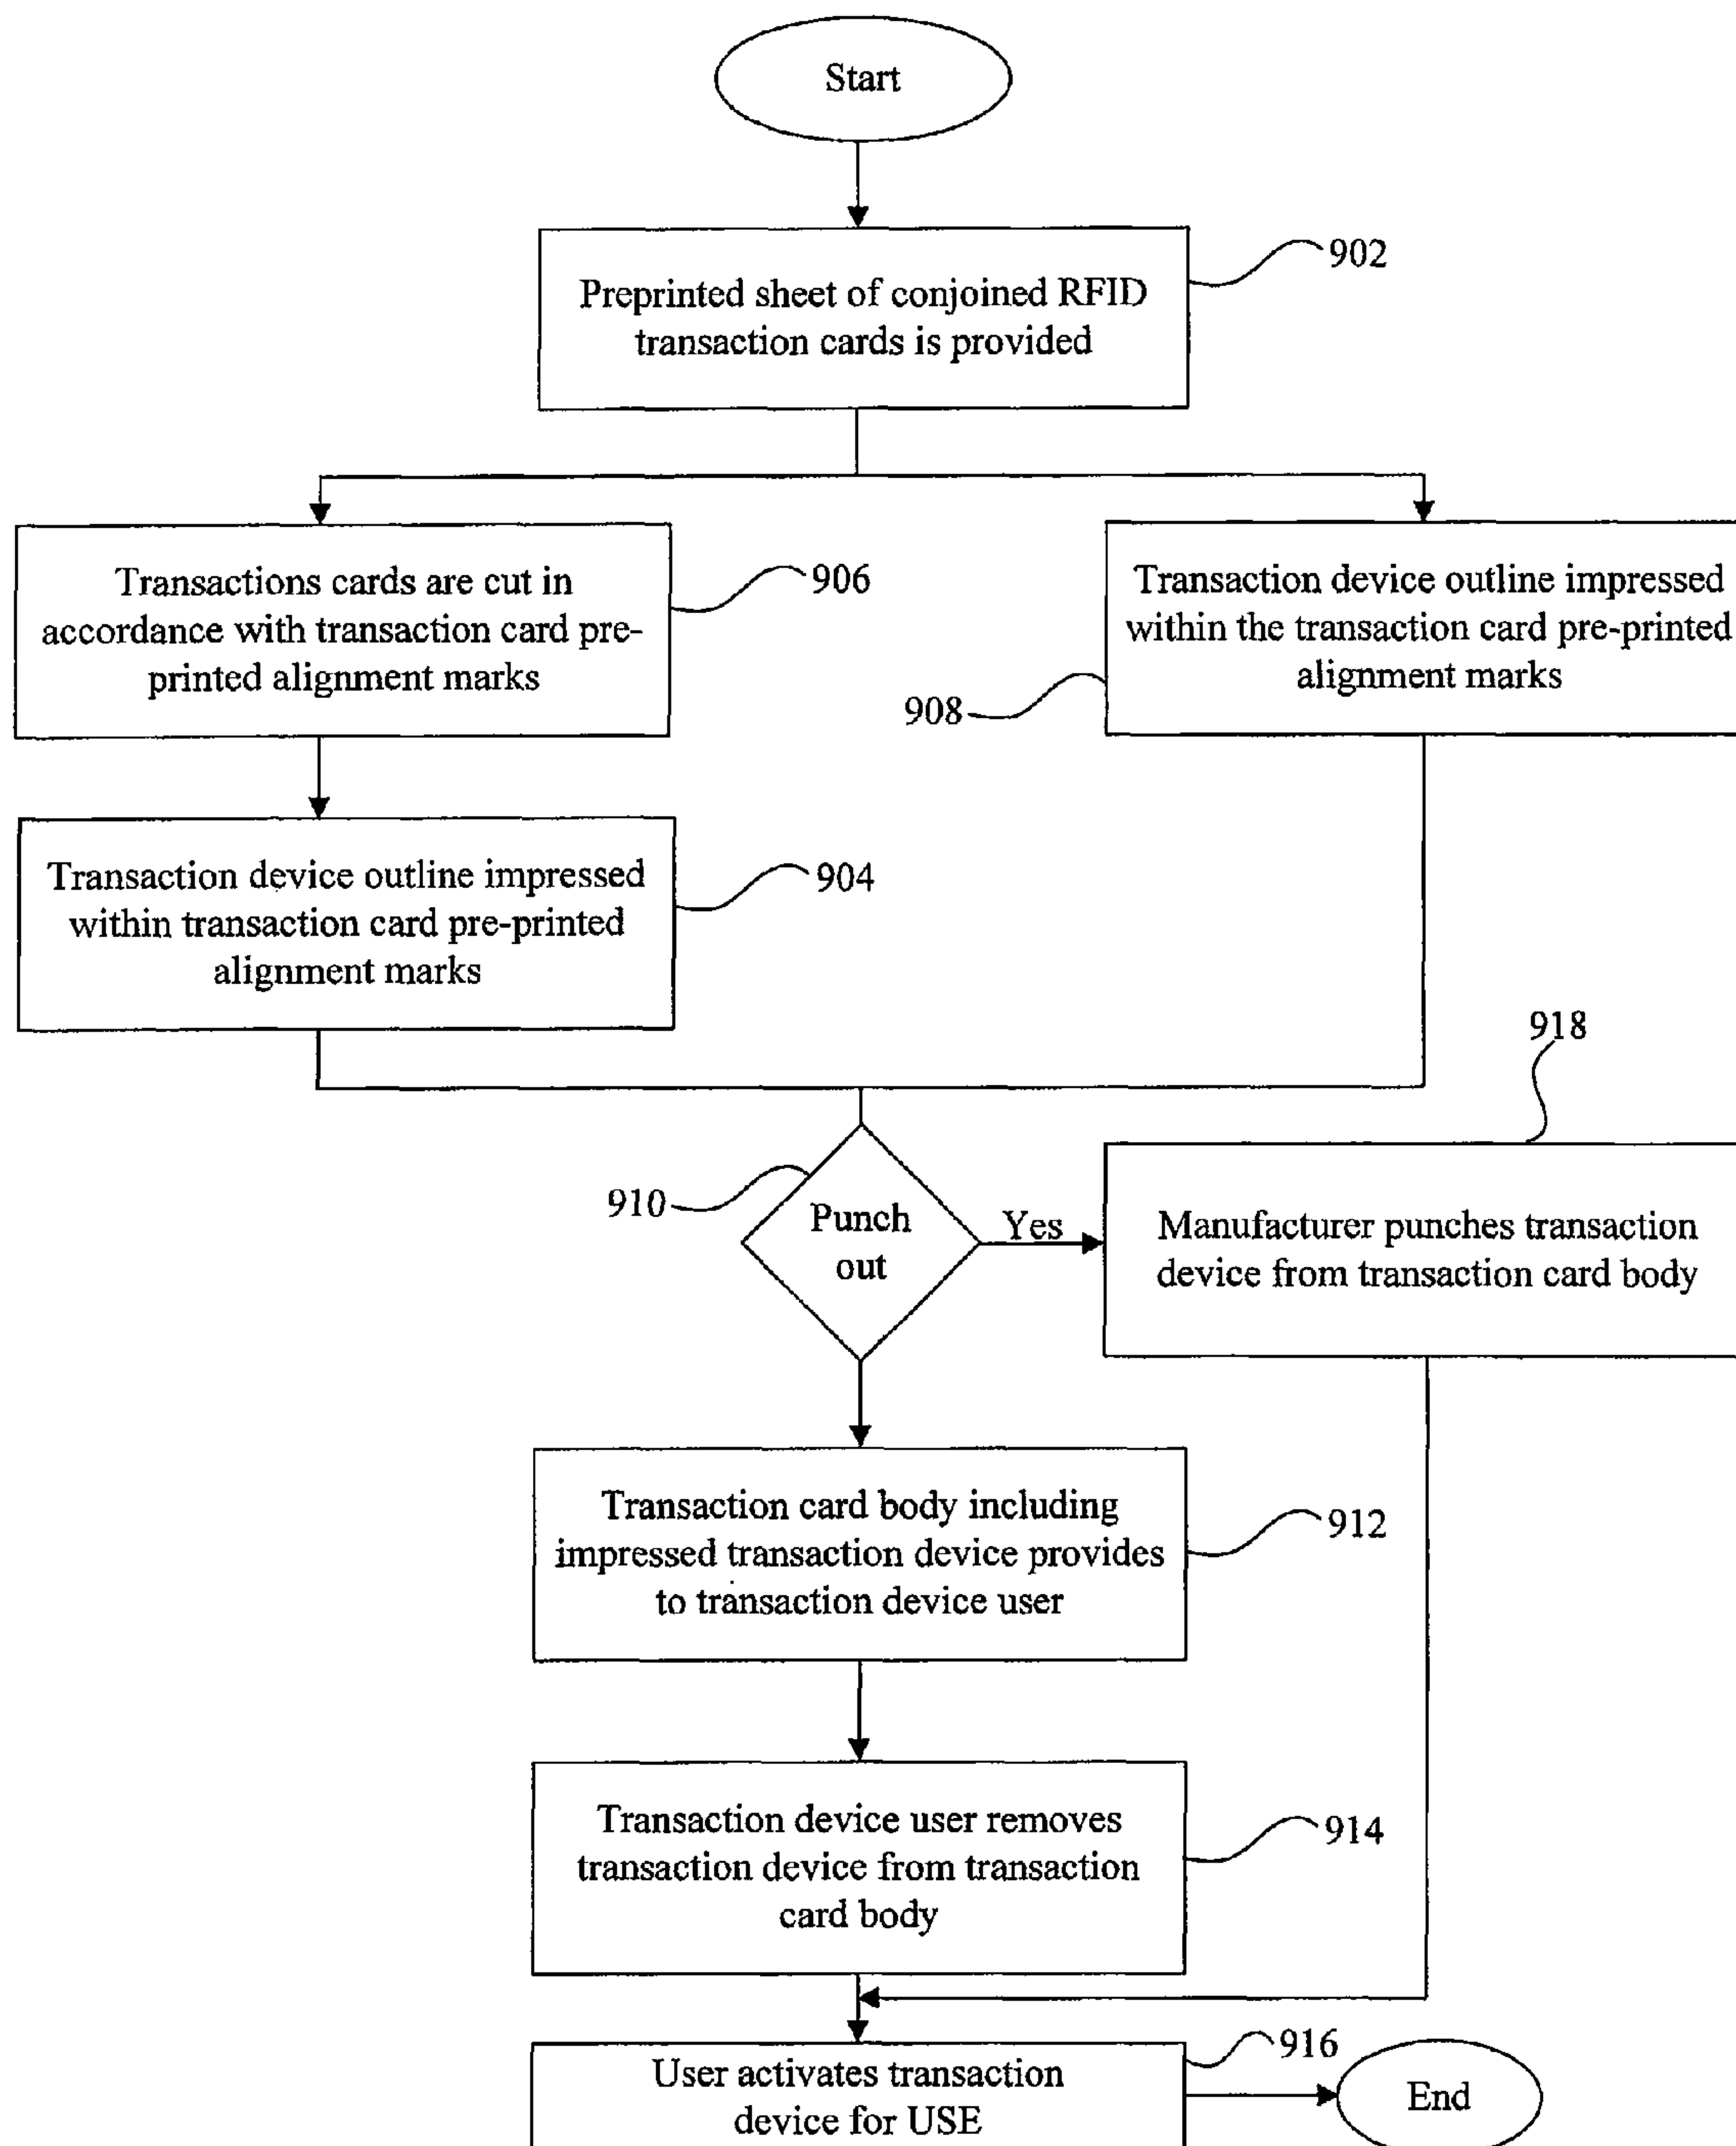 Start
Preprinted sheet of conjoined RFID
transaction cards is provided
902
Transactions cards are cut in
accordance with transaction card pre-
printed alignment marks
906
Transaction device outline impressed
within the transaction card pre-printed
alignment marks
908
Transaction device outline impressed
within transaction card pre-printed
alignment marks
904
918
910
Punch
out
Yes
Manufacturer punches transaction
device from transaction card body
Transaction card body including
impressed transaction device provides
to transaction device user
912
Transaction device user removes
transaction device from transaction
card body
914
User activates transaction
device for USE
916
End